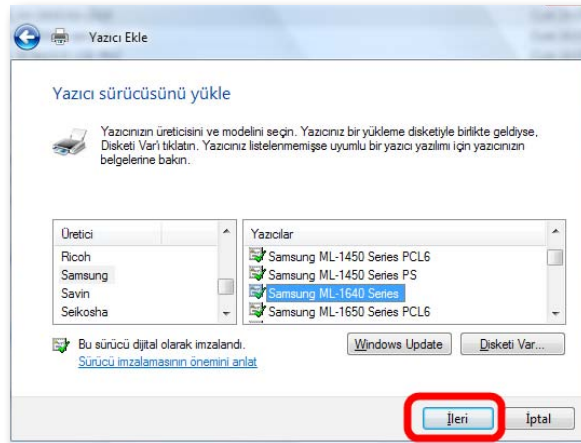 Yazıcı Ekle
Yazıcı sürücüsünü yükle
Yazıcınızın üreticisini ve modelini seçin. Yazıcınız bir yükleme disketiyle birlikte geldiyse,
Disketi Var'ı tıklatın. Yazıcınız listelenmemişse uyumlu bir yazıcı yazılımı için yazıcınızın
belgelerine bakın.
Üretici
Ricoh
Samsung
Savin
Seikosha
Yazıcılar
Samsung ML-1450 Series PCL6
Samsung ML-1450 Series PS
Samsung ML-1640 Series
Samsung ML-1650 Series PCL6
Bu sürücü dijital olarak imzalandı.
Sürücü imzalamasının önemini anlat
Windows Update
Disketi Var...
İleri
İptal